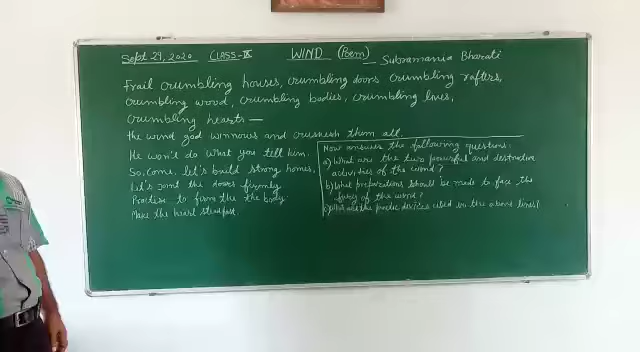 Sept 29, 2020 CLASS-IX WIND (Poem) - Subramania Bharati
Frail crumbling houses, crumbling doors crumbling rafters,
crumbling wood, crumbling bodies, crumbling lives,
crumbling hearts —
the wind god winnows and crushesh them all.
He won't do what you tell him.
So, come, let's build strong homes,
Let's joint the doors firmly
Practise to firm the the body.
Make the heart steadfast.
Now answer the following questions:
a) What are the two powerful and destructive
activities of the wind?
b) What preparations should be made to face the
fury of the wind?
c) What are the poetic devices used in the above lines?